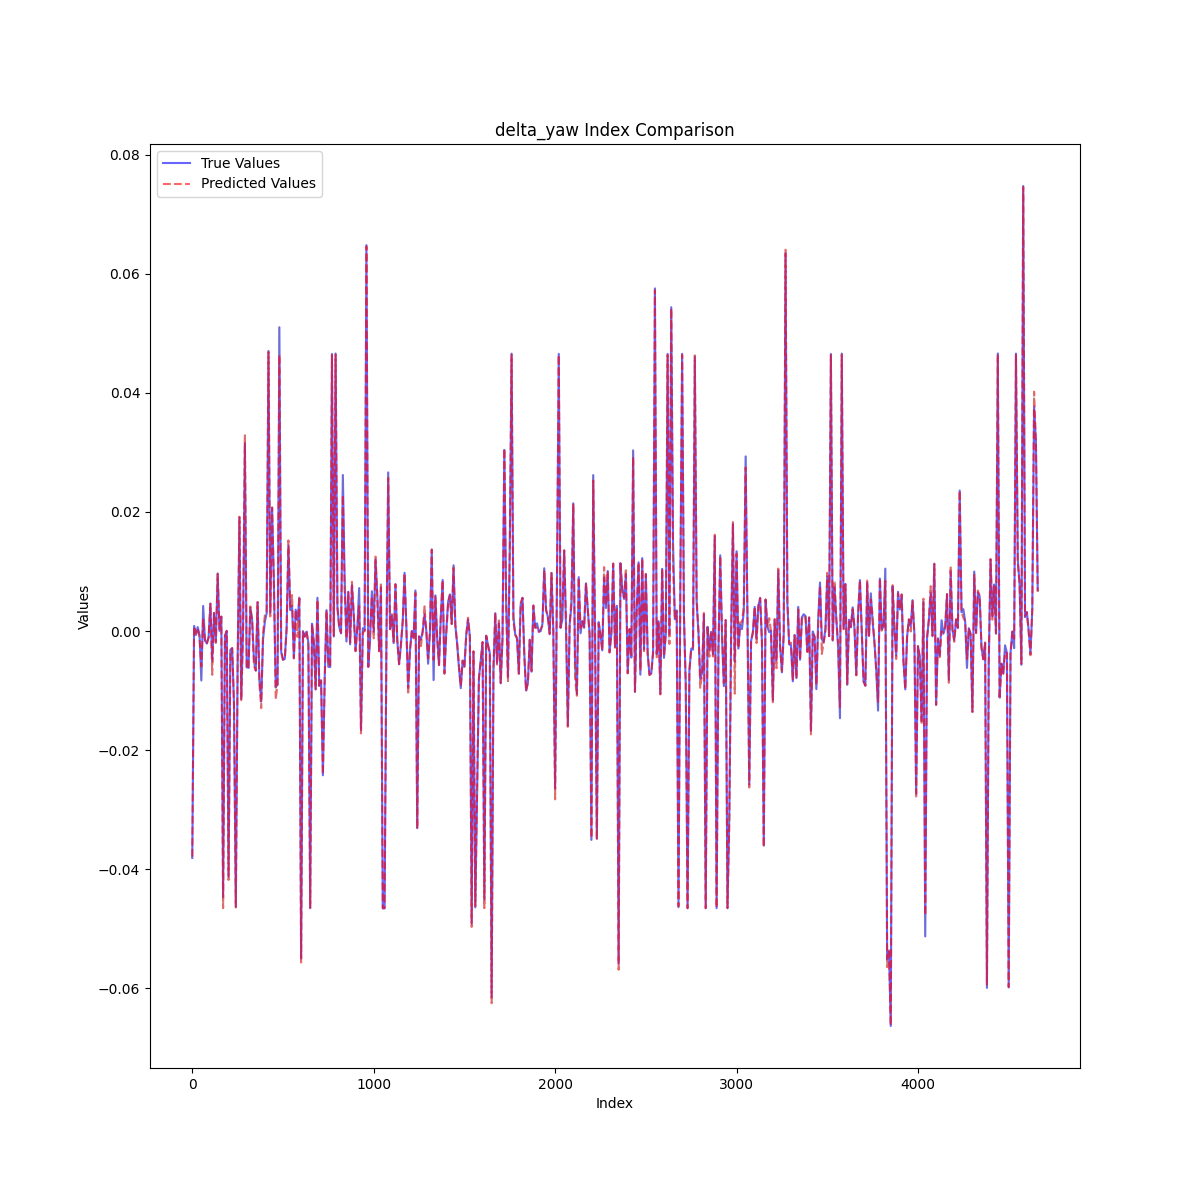 delta_yaw Index Comparison
True Values
Predicted Values
0.08
0.06
0.04
0.02
0.00
−0.02
−0.04
−0.06
Values
0
1000
2000
3000
4000
Index